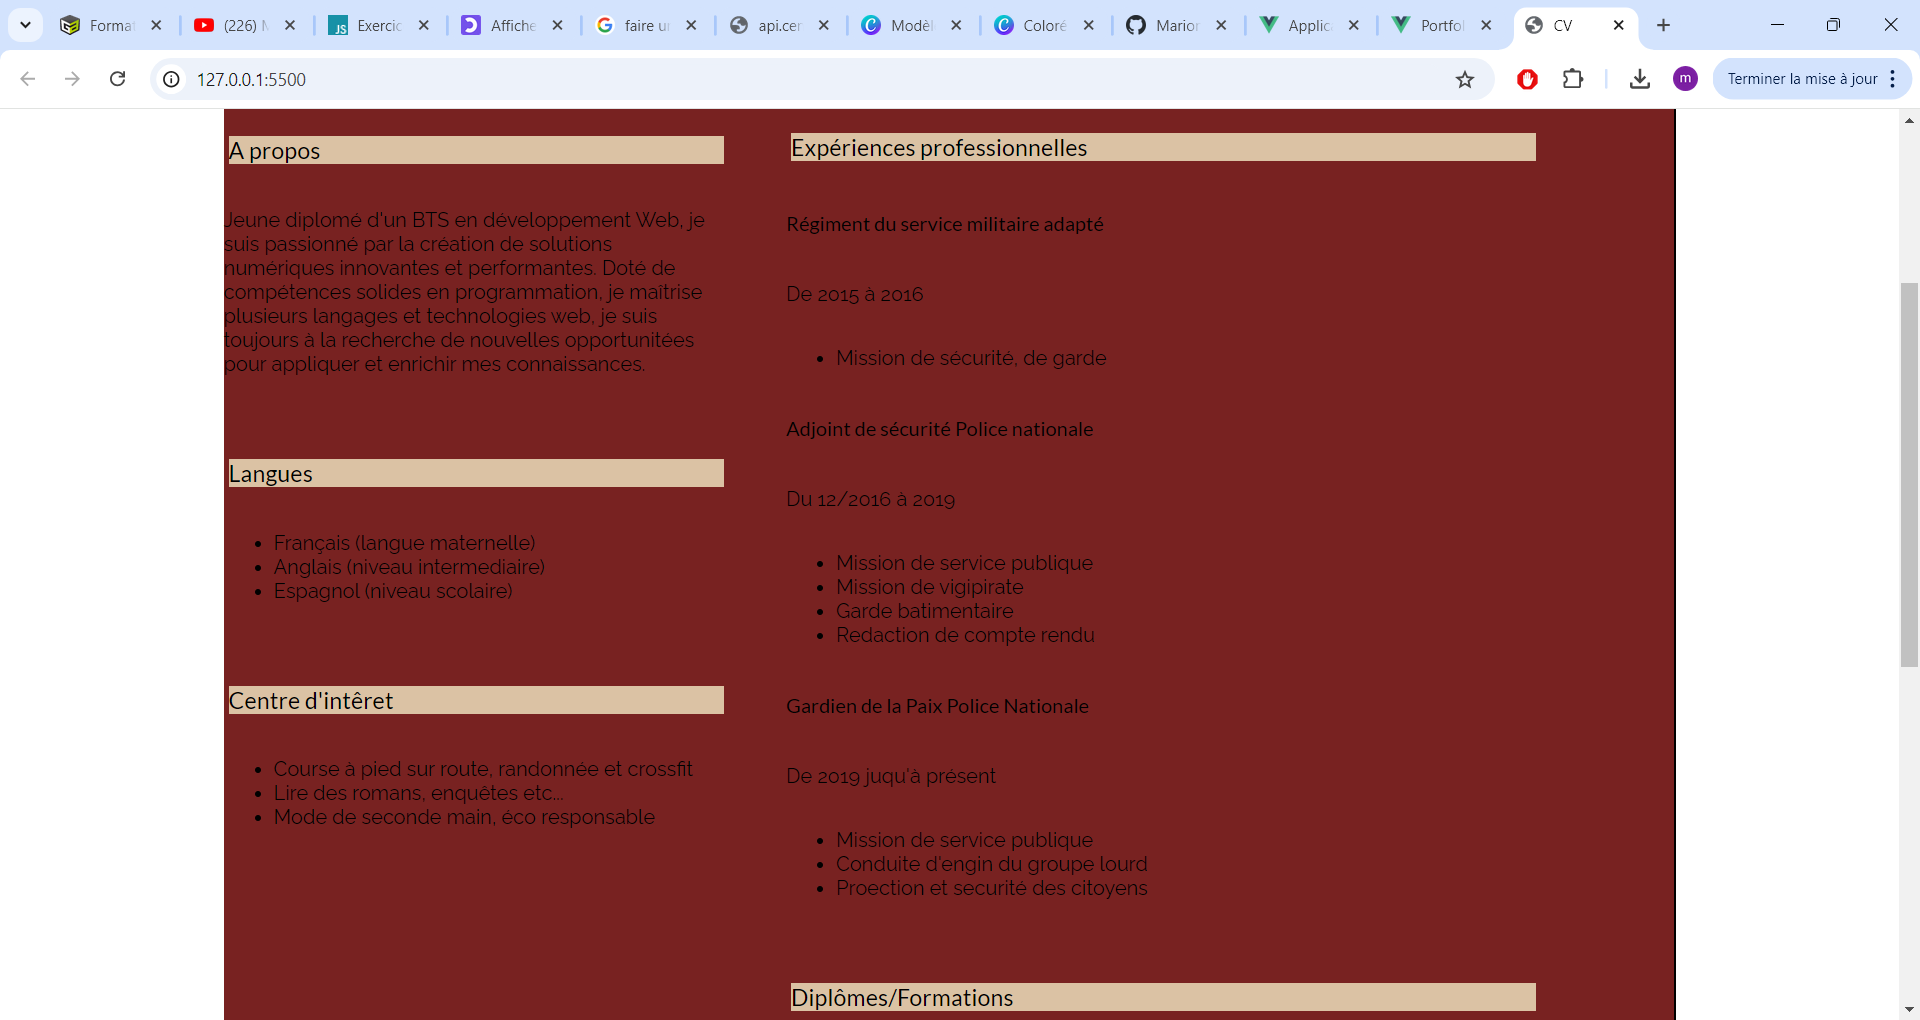 Format
(226) M
Exercic
Affiche
faire un
api.cer
Modèle
Coloré
Marion
Applic
Portfol
CV
127.0.0.1:5500
m
Terminer la mise à jour
A propos
Jeune diplomé d'un BTS en développement Web, je
suis passionné par la création de solutions
numériques innovantes et performantes. Doté de
compétences solides en programmation, je maîtrise
plusieurs langages et technologies web, je suis
toujours à la recherche de nouvelles opportunitées
pour appliquer et enrichir mes connaissances.
Langues
Français (langue maternelle)
Anglais (niveau intermediaire)
Espagnol (niveau scolaire)
Centre d'intêret
Course à pied sur route, randonnée et crossfit
Lire des romans, enquêtes etc...
Mode de seconde main, éco responsable
Expériences professionnelles
Régiment du service militaire adapté
De 2015 à 2016
Mission de sécurité, de garde
Adjoint de sécurité Police nationale
Du 12/2016 à 2019
Mission de service publique
Mission de vigipirate
Garde batimentaire
Redaction de compte rendu
Gardien de la Paix Police Nationale
De 2019 juqu'à présent
Mission de service publique
Conduite d'engin du groupe lourd
Proection et securité des citoyens
Diplômes/Formations